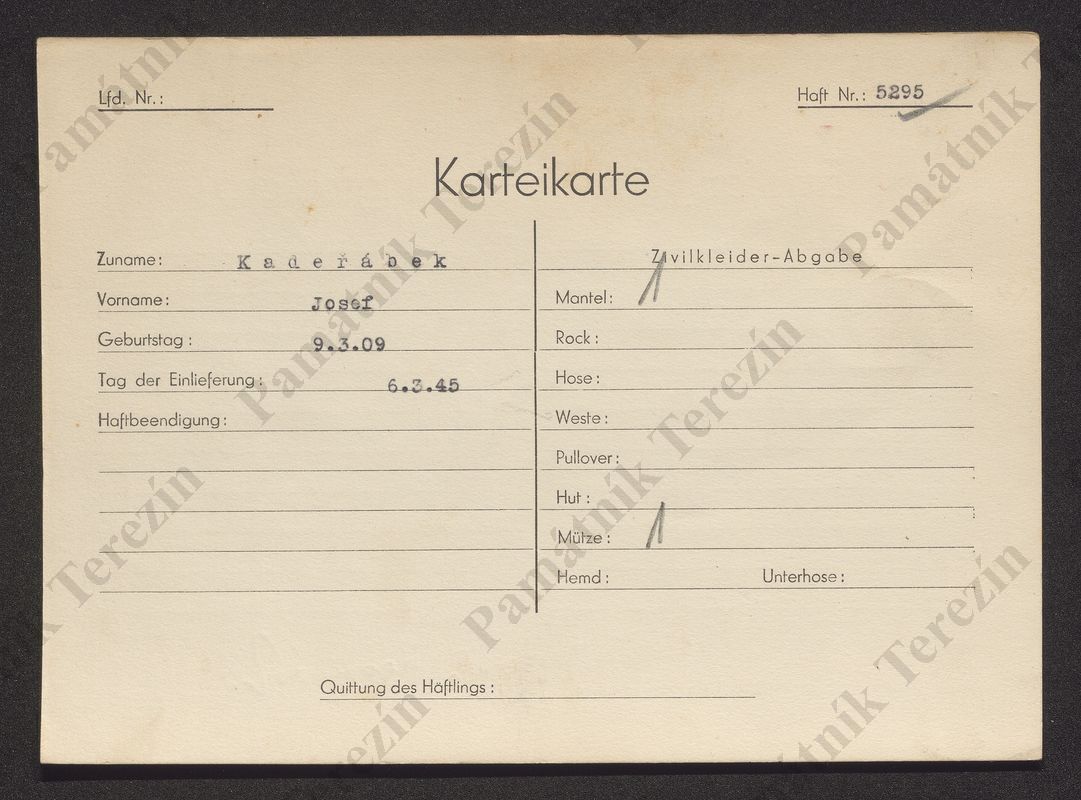 Lfd. Nr.:
Haft Nr.: 5295
Karteikarte
Zuname: Kadeřábek
Vorname: Josef
Geburtstag: 9.3.09
Tag der Einlieferung: 6.3.45
Haftbeendigung:
Zivilkleider-Abgabe
Mantel: 1
Rock:
Hose:
Weste:
Pullover:
Hut:
Mütze: 1
Hemd: Unterhose:
Quittung des Häftlings:
Památník Terezín